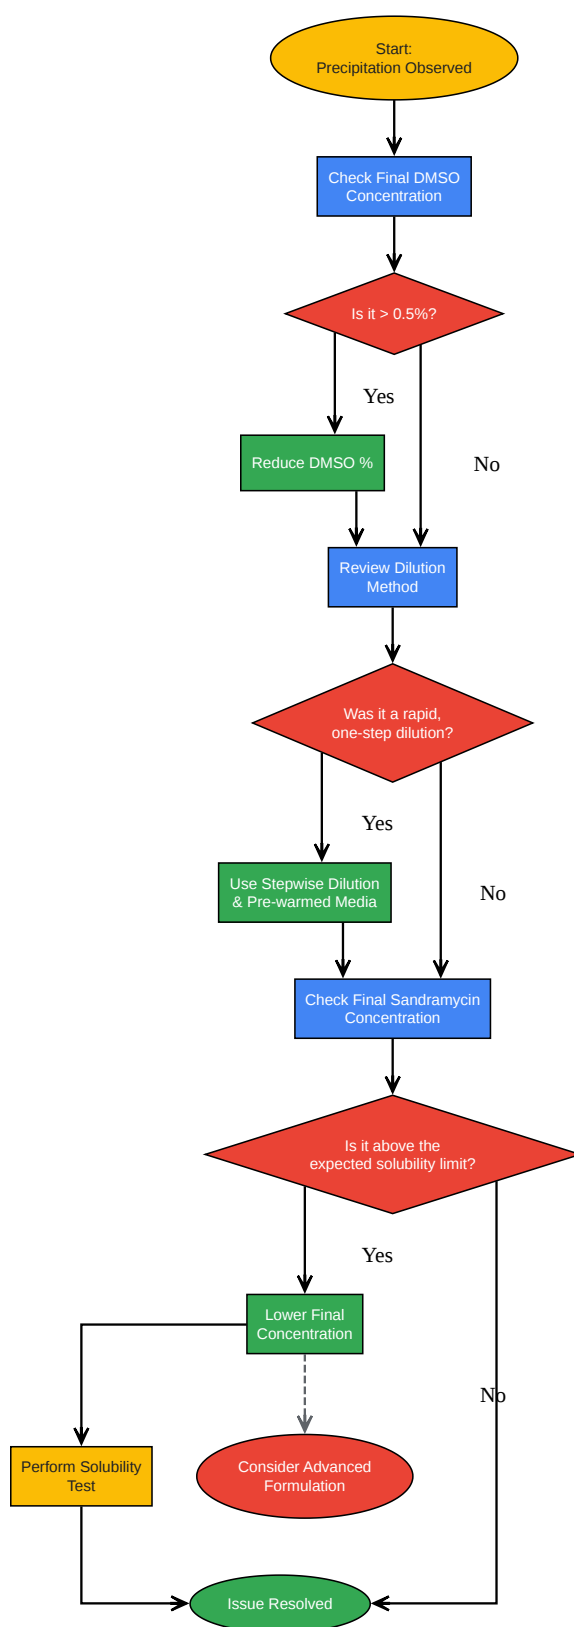 Start:
Precipitation Observed
Check Final DMSO
Concentration
Is it > 0.5%?
Yes
Reduce DMSO %
No
Review Dilution
Method
Was it a rapid,
one-step dilution?
Yes
Use Stepwise Dilution
& Pre-warmed Media
No
Check Final Sandramycin
Concentration
Is it above the
expected solubility limit?
Yes
Lower Final
Concentration
No
Perform Solubility
Test
Consider Advanced
Formulation
Issue Resolved